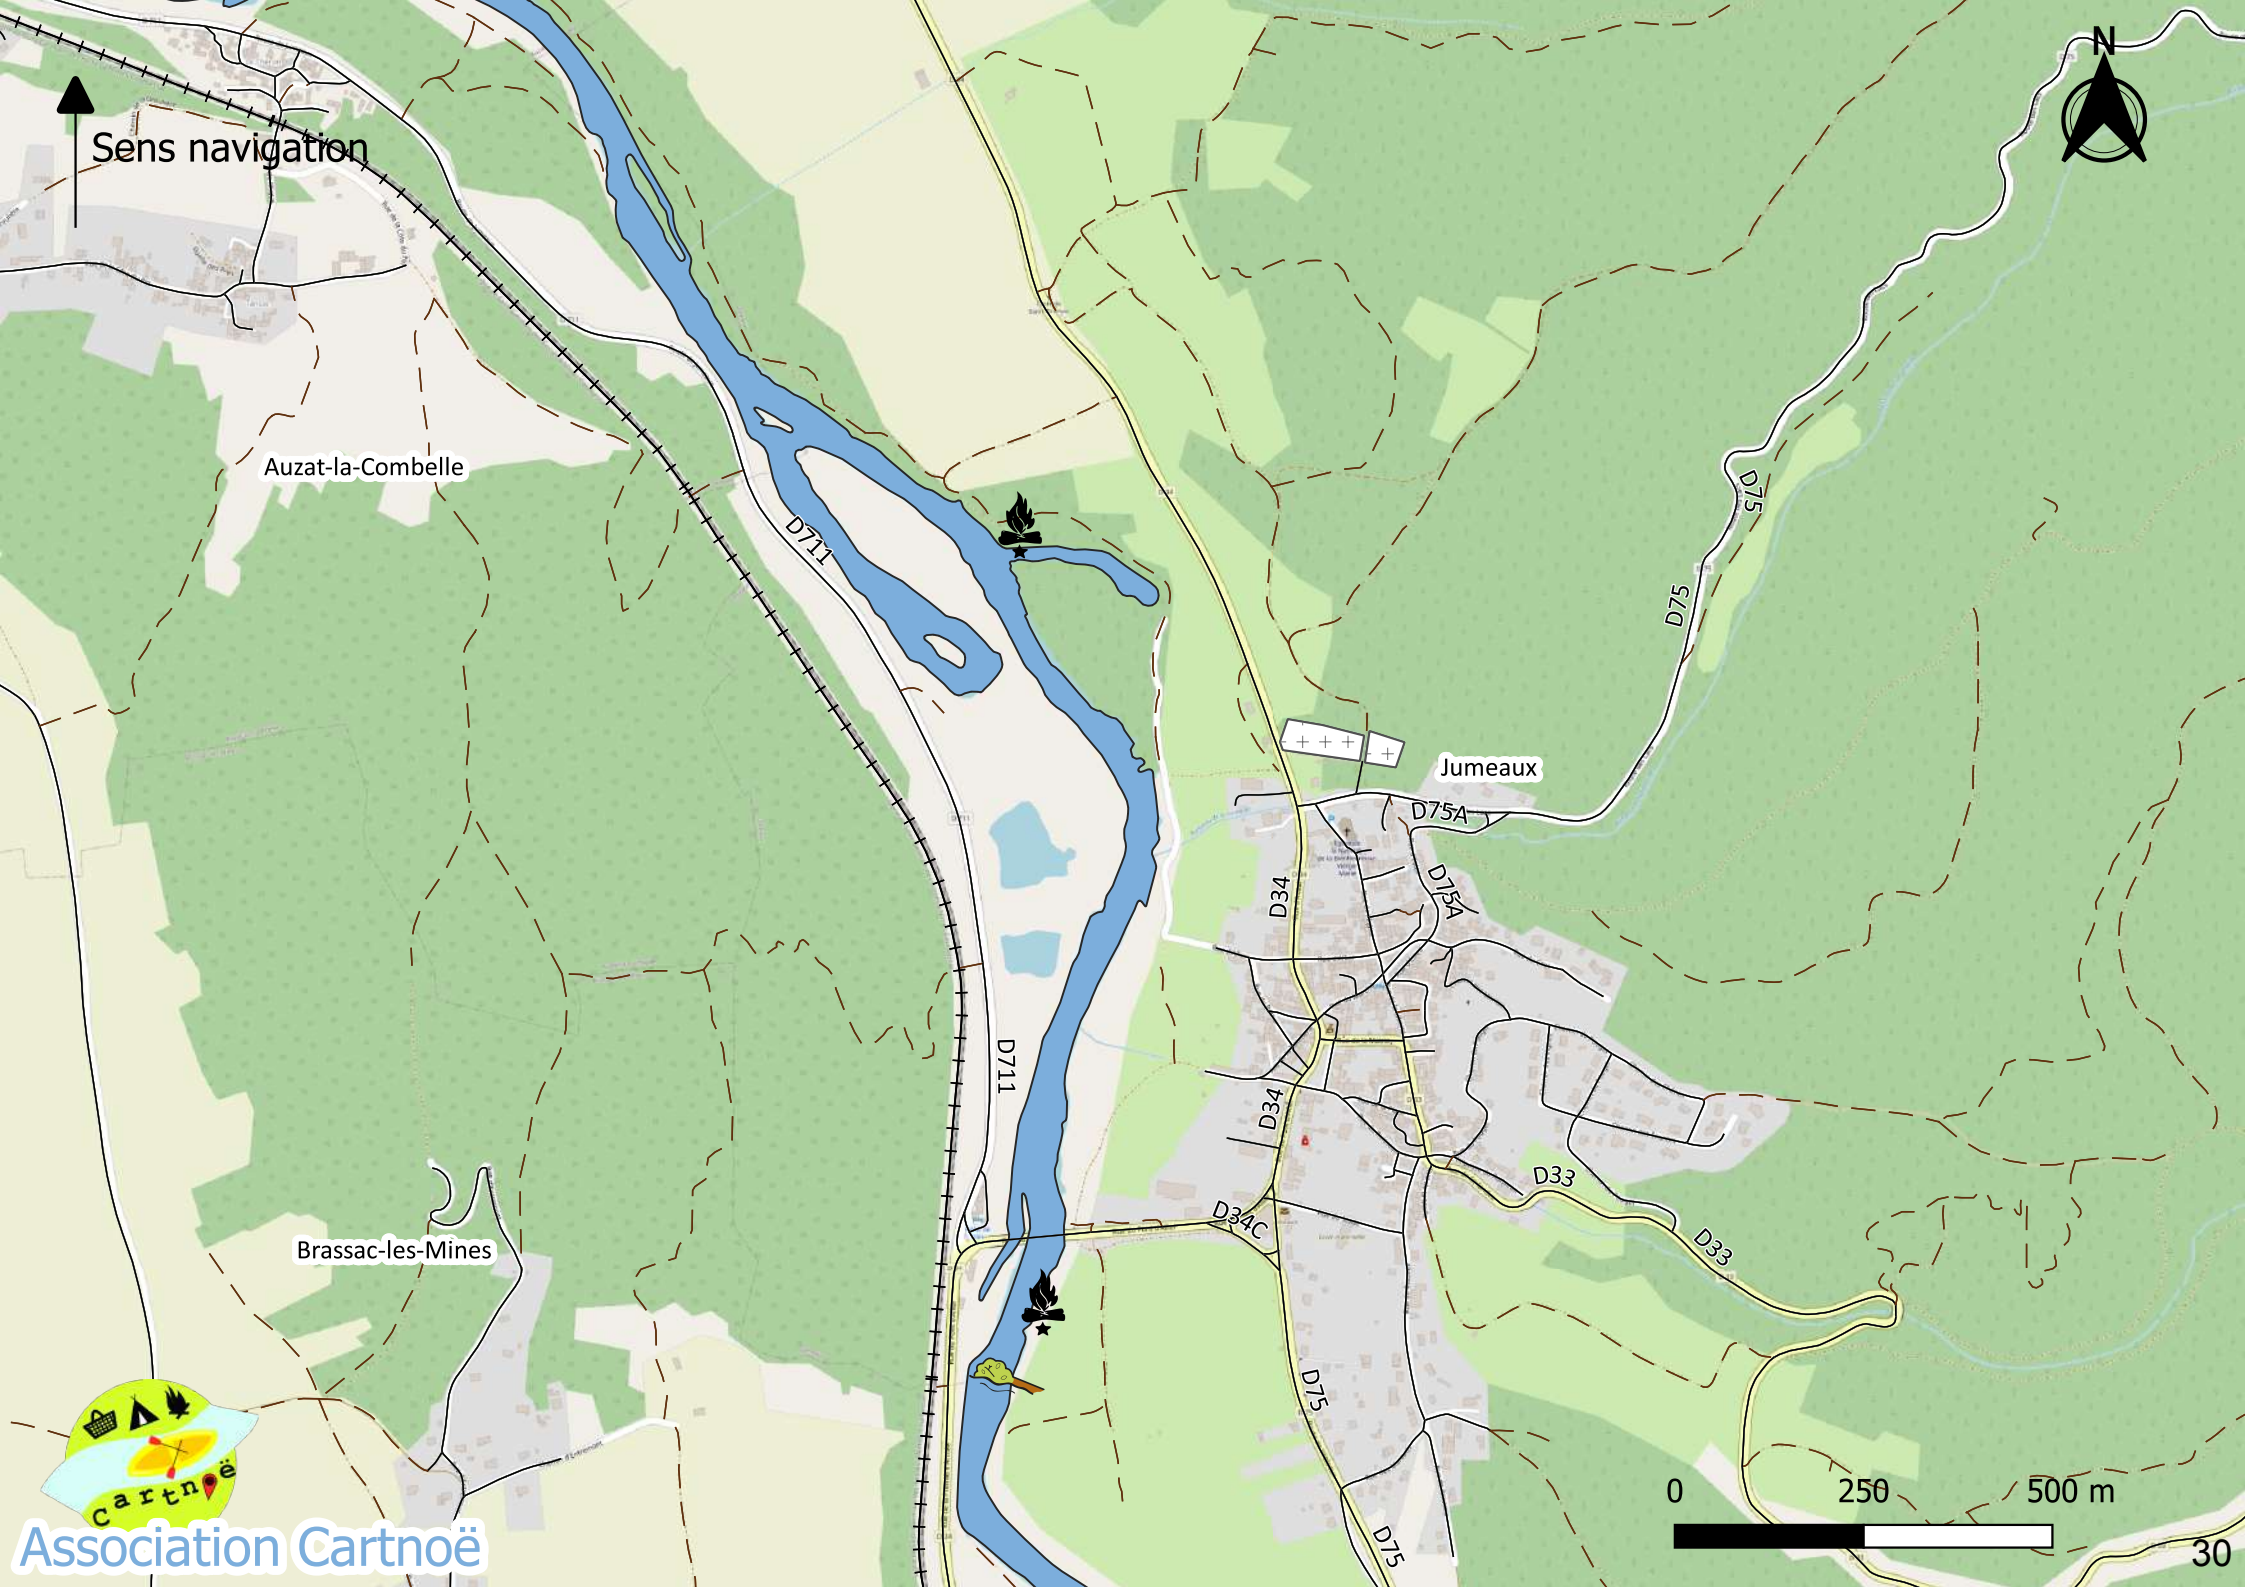 N
Sens navigation
Auzat-la-Combelle
D711
D75
D75
Jumeaux
D75A
D75A
D34
D711
D34
D33
D34C
D33
Brassac-les-Mines
D75
D75
cartnoë
Association Cartnoë
0 250 500 m
30